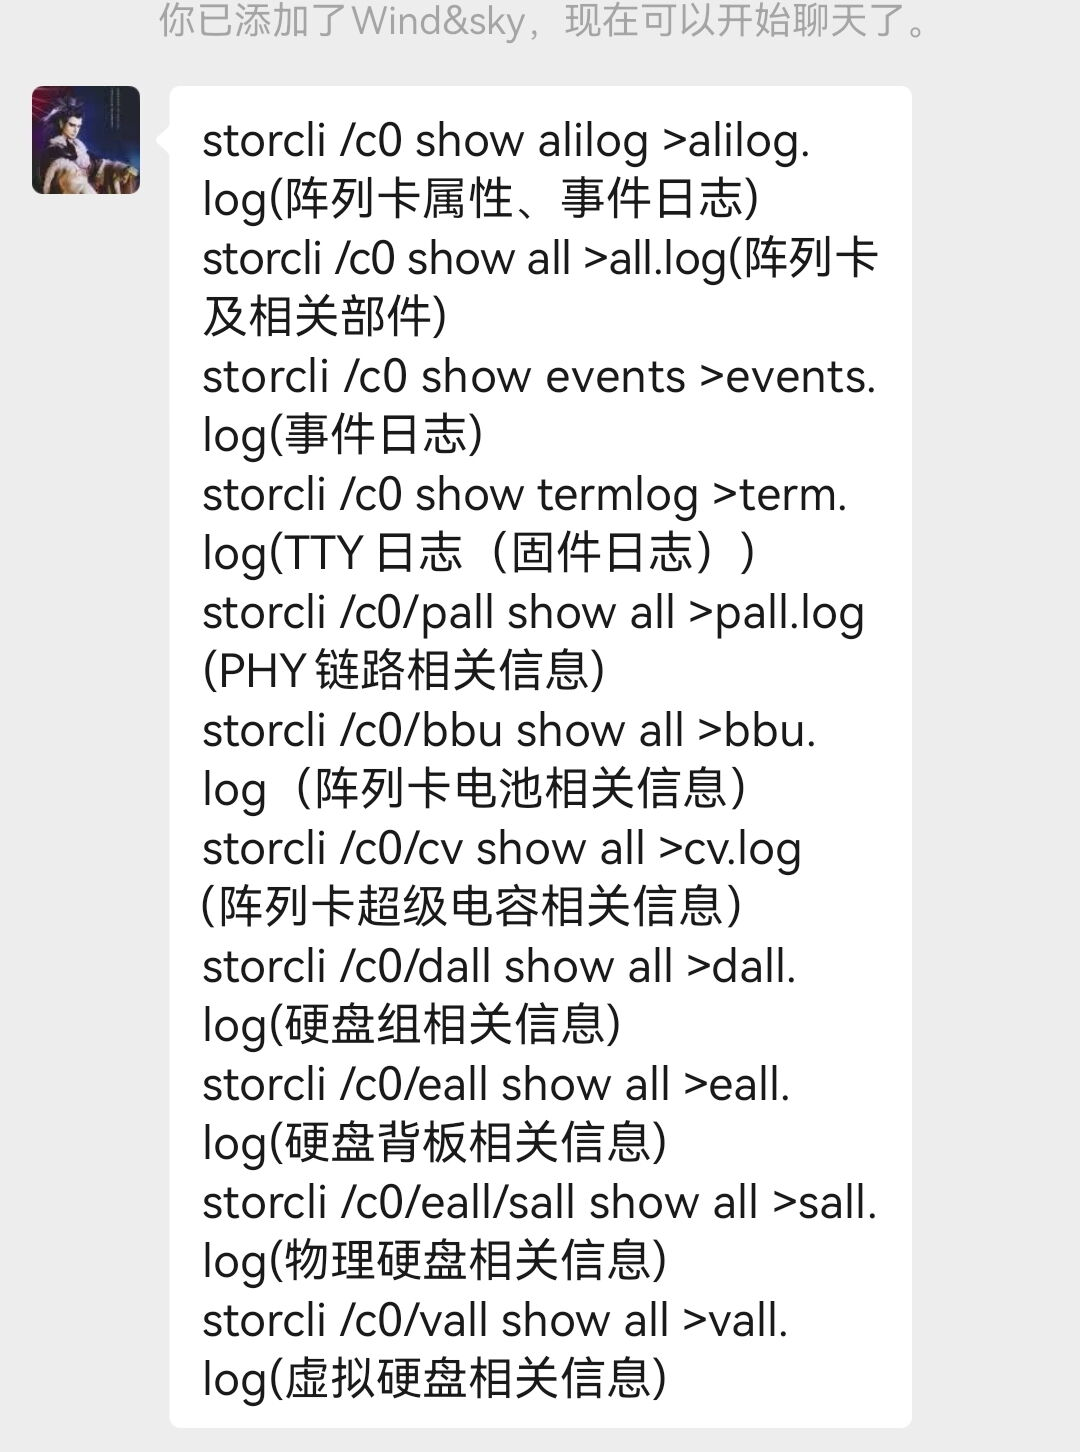 你已添加了Wind&sky，现在可以开始聊天了。
storcli /c0 show alilog >alilog.
log(阵列卡属性、事件日志)
storcli /c0 show all >all.log(阵列卡
及相关部件)
storcli /c0 show events >events.
log(事件日志)
storcli /c0 show termlog >term.
log(TTY日志（固件日志）)
storcli /c0/pall show all >pall.log
(PHY链路相关信息)
storcli /c0/bbu show all >bbu.
log（阵列卡电池相关信息）
storcli /c0/cv show all >cv.log
(阵列卡超级电容相关信息）
storcli /c0/dall show all >dall.
log(硬盘组相关信息)
storcli /c0/eall show all >eall.
log(硬盘背板相关信息)
storcli /c0/eall/sall show all >sall.
log(物理硬盘相关信息)
storcli /c0/vall show all >vall.
log(虚拟硬盘相关信息)